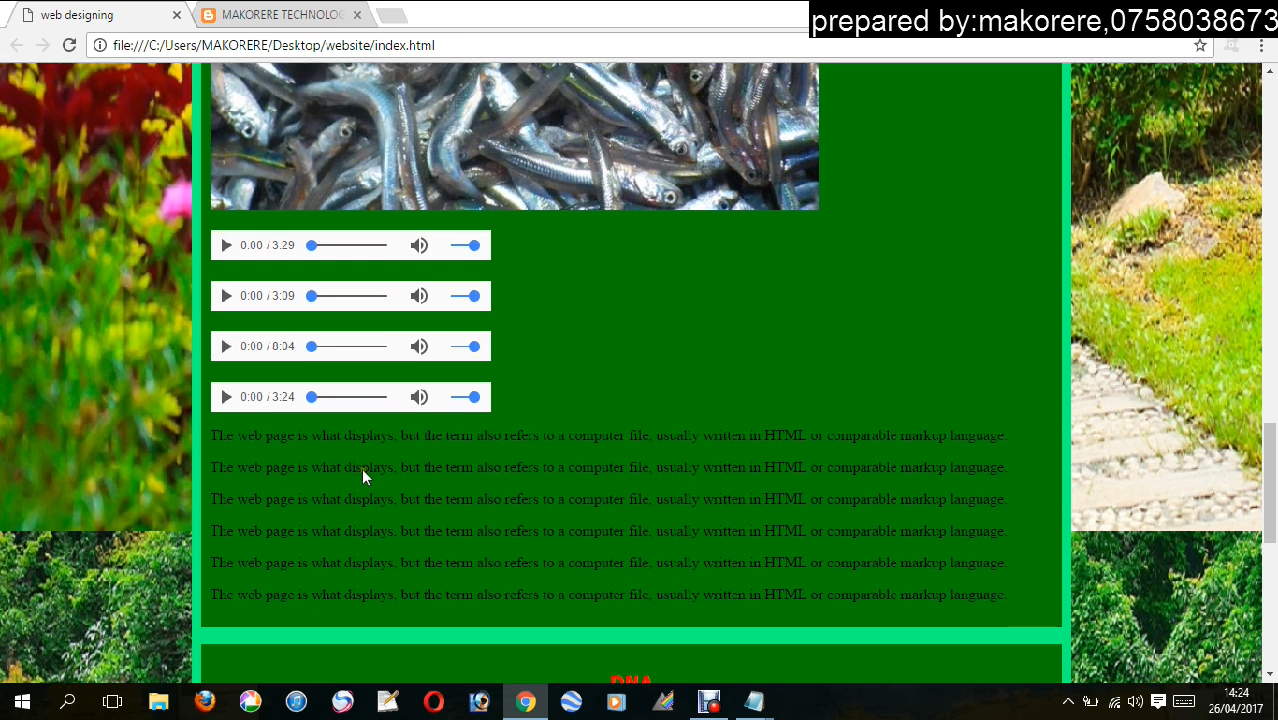 web designing
MAKORERE TECHNOLOG
prepared by:makorere,0758038673
file:///C:/Users/MAKORERE/Desktop/website/index.html
0:00 / 3:29
0:00 / 3:09
0:00 / 8:04
0:00 / 3:24
The web page is what displays, but the term also refers to a computer file, usually written in HTML or comparable markup language.
The web page is what displays, but the term also refers to a computer file, usually written in HTML or comparable markup language.
The web page is what displays, but the term also refers to a computer file, usually written in HTML or comparable markup language.
The web page is what displays, but the term also refers to a computer file, usually written in HTML or comparable markup language.
The web page is what displays, but the term also refers to a computer file, usually written in HTML or comparable markup language.
The web page is what displays, but the term also refers to a computer file, usually written in HTML or comparable markup language.
14:24
26/04/2017